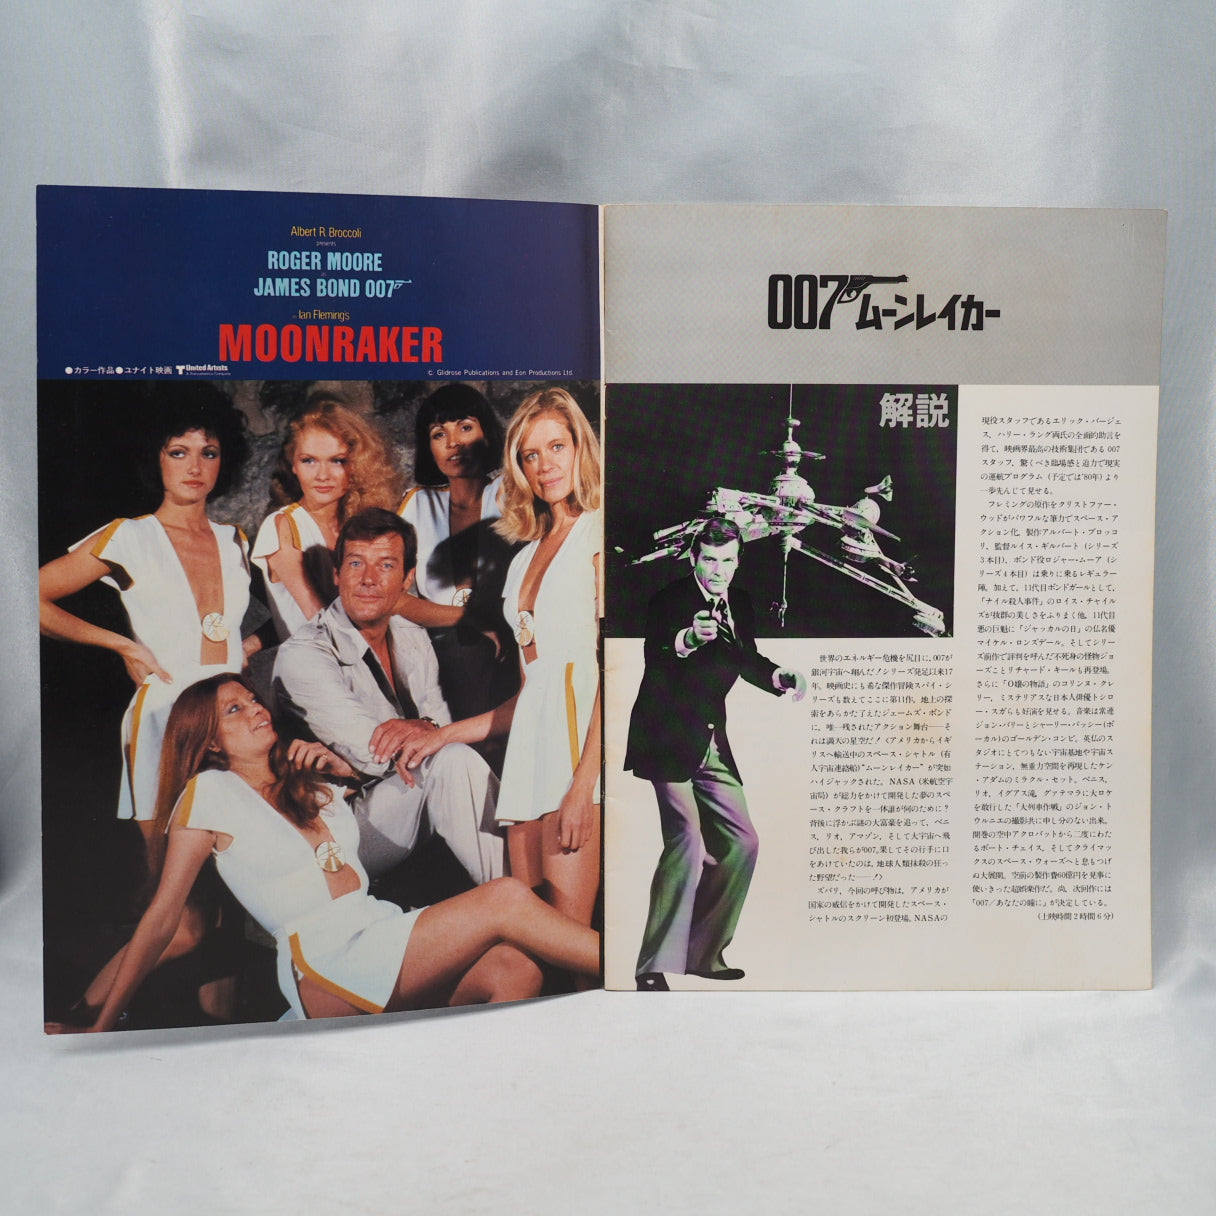 Albert R. Broccoli
presents
ROGER MOORE
as
JAMES BOND 007
in Ian Fleming's
MOONRAKER
●カラー作品●ユナイト映画 United Artists
A Transamerica Company
© Glidrose Publications and Eon Productions Ltd.
007
ムーンレイカー
解説
世界のエネルギー危機を尻目に、007が
銀河宇宙へ翔んだ!シリーズ発足以来17
年。映画史にも希な傑作冒険スパイ・シ
リーズも数えてここに第11作。地上の探
索をあらかた了えたジェームズ・ボンド
に、唯一残されたアクション舞台――そ
れは満天の星空だ!〈アメリカからイギ
リスへ輸送中のスペース・シャトル(有
人宇宙連絡船)"ムーンレイカー"が突如
ハイジャックされた。NASA(米航空宇
宙局)が総力をかけて開発した夢のスペ
ース・クラフトを一体誰が何のために?
背後に浮かぶ謎の大富豪を追って、ベニ
ス、リオ、アマゾン、そして大宇宙へ飛
び出した我らが007。果してその行手に口
をあけていたのは、地球人類抹殺の狂っ
た野望だった――!〉
ズバリ、今回の呼び物は、アメリカが
国家の威信をかけて開発したスペース・
シャトルのスクリーン初登場。NASAの
現役スタッフであるエリック・バージェ
ス、ハリー・ラング両氏の全面的助言を
得て、映画界最高の技術集団である007
スタッフ、驚くべき臨場感と迫力で現実
の運航プログラム(予定では'80年)より
一歩先んじて見せる。
フレミングの原作をクリストファー・
ウッドがパワフルな筆力でスペース・ア
クション化。製作アルバート・ブロッコ
リ、監督ルイス・ギルバート(シリーズ
3本目)、ボンド役ロジャー・ムーア(シ
リーズ4本目)は乗りに乗るレギュラー
陣。加えて、11代目ボンドガールとして、
「ナイル殺人事件」のロイス・チャイル
ズが抜群の美しさをふりまく他、11代目
悪の巨魁に「ジャッカルの日」の仏名優
マイケル・ロンズデール。そしてシリー
ズ前作で評判を呼んだ不死身の怪物ジョ
ーズことリチャード・キールも再登場。
さらに「O嬢の物語」のコリンヌ・クレ
リー、ミステリアスな日本人俳優トシロ
ー・スガらも好演を見せる。音楽は常連
ジョン・バリーとシャーリー・バッシー(ボ
ーカル)のゴールデン・コンビ。英仏のス
タジオにとてつもない宇宙基地や宇宙ス
テーション、無重力空間を再現したケン
・アダムのミラクル・セット。ベニス、
リオ、イグアス滝、グァテマラに大ロケ
を敢行した「大列車作戦」のジョン・ト
ウルニエの撮影共に申し分のない出来。
開巻の空中アクロバットから二度にわた
るボート・チェイス、そしてクライマッ
クスのスペース・ウォーズへと息もつけ
ぬ大展開。空前の製作費60億円を見事に
使いきった超娯楽作だ。尚、次回作には
「007/あなたの瞳に」が決定している。
(上映時間2時間6分)